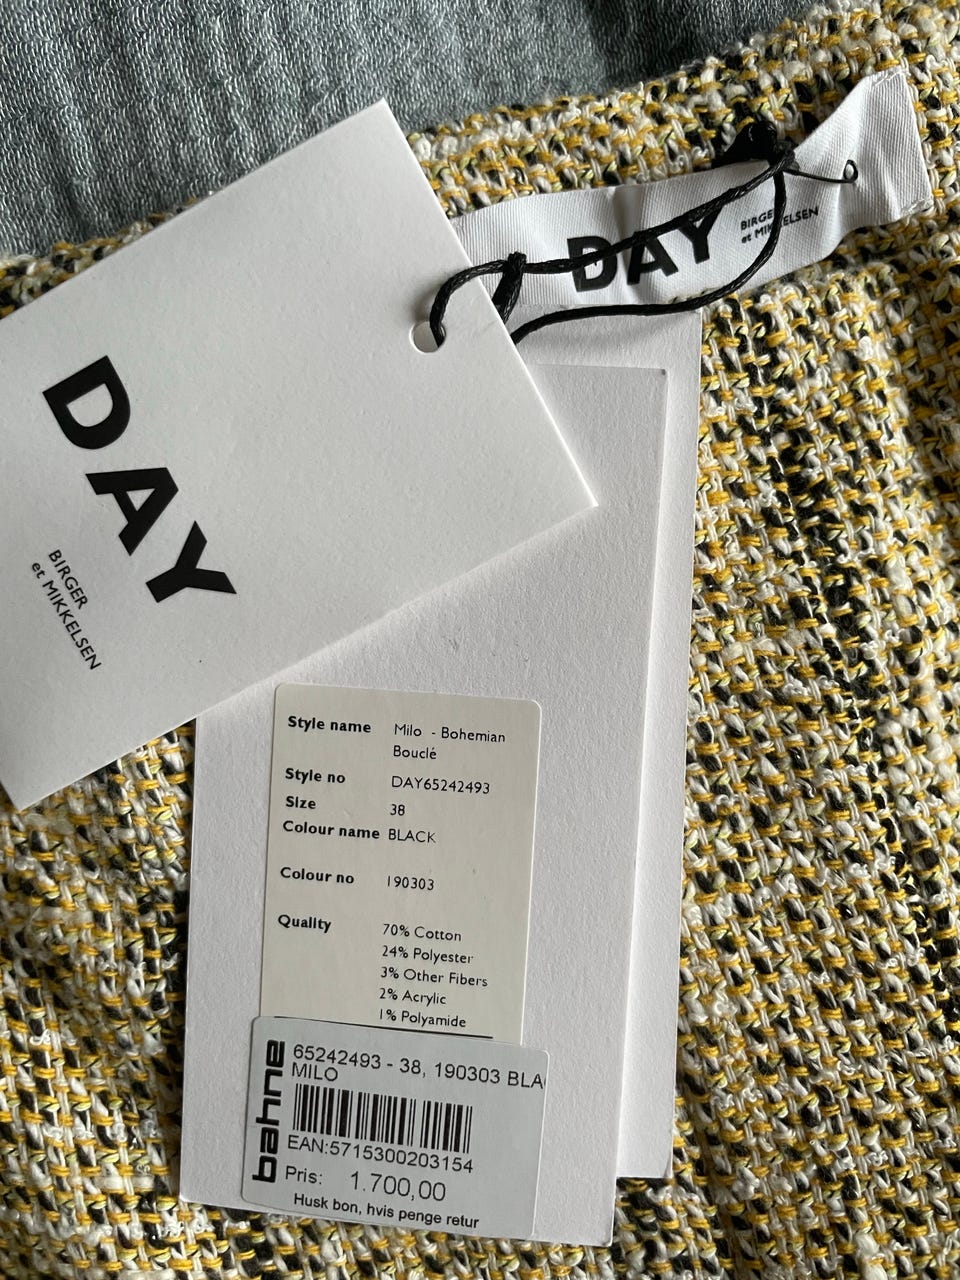 DAY
BIRGER
et MIKKELSEN
DAY
BIRGER
et MIKKELSEN
Style name Milo - Bohemian
Bouclé
Style no DAY65242493
Size 38
Colour name BLACK
Colour no 190303
Quality 70% Cotton
24% Polyester
3% Other Fibers
2% Acrylic
1% Polyamide
bahne
65242493 - 38, 190303 BLA
MILO
EAN:5715300203154
Pris: 1.700,00
Husk bon, hvis penge retur